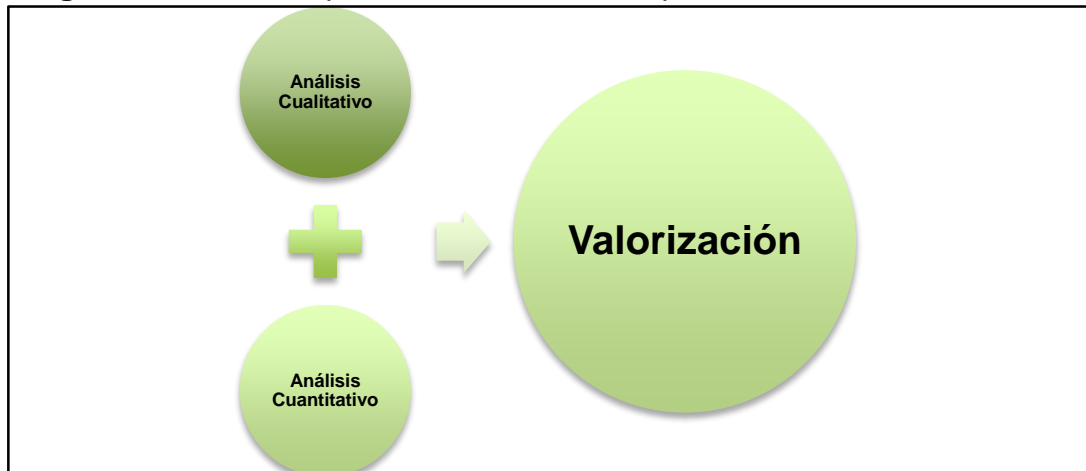 Análisis
Cualitativo
Valorización
Análisis
Cuantitativo